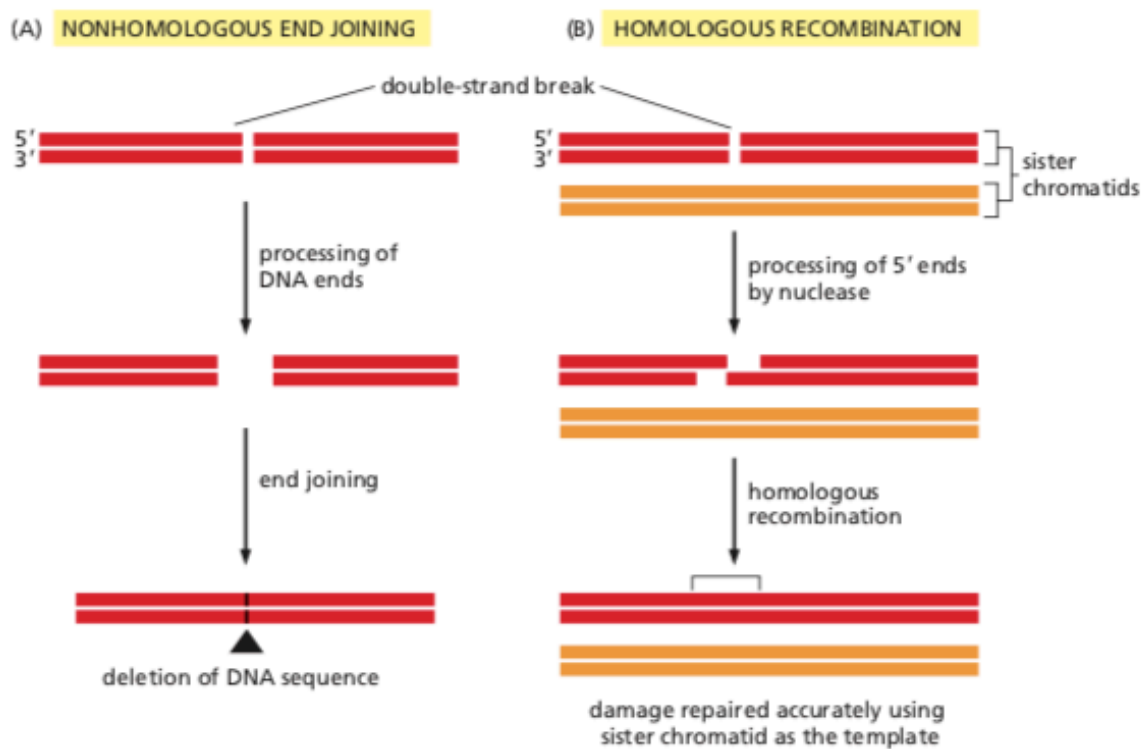 (A) NONHOMOLOGOUS END JOINING
(B) HOMOLOGOUS RECOMBINATION
double-strand break
5′
3′
5′
3′
sister
chromatids
processing of
DNA ends
processing of 5′ ends
by nuclease
end joining
homologous
recombination
deletion of DNA sequence
damage repaired accurately using
sister chromatid as the template